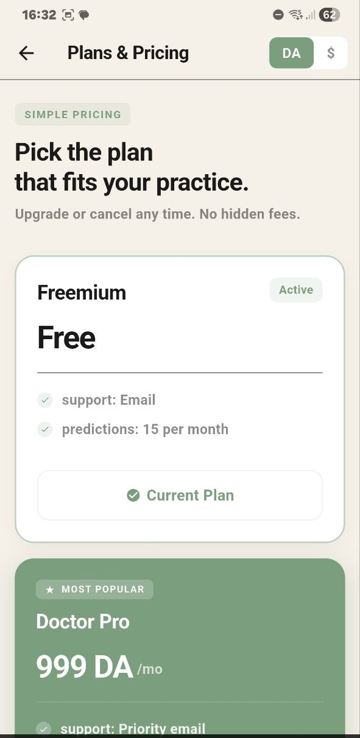 16:32
62
Plans & Pricing
DA
$
SIMPLE PRICING
Pick the plan
that fits your practice.
Upgrade or cancel any time. No hidden fees.
Freemium
Active
Free
support: Email
predictions: 15 per month
Current Plan
MOST POPULAR
Doctor Pro
999 DA /mo
support: Priority email